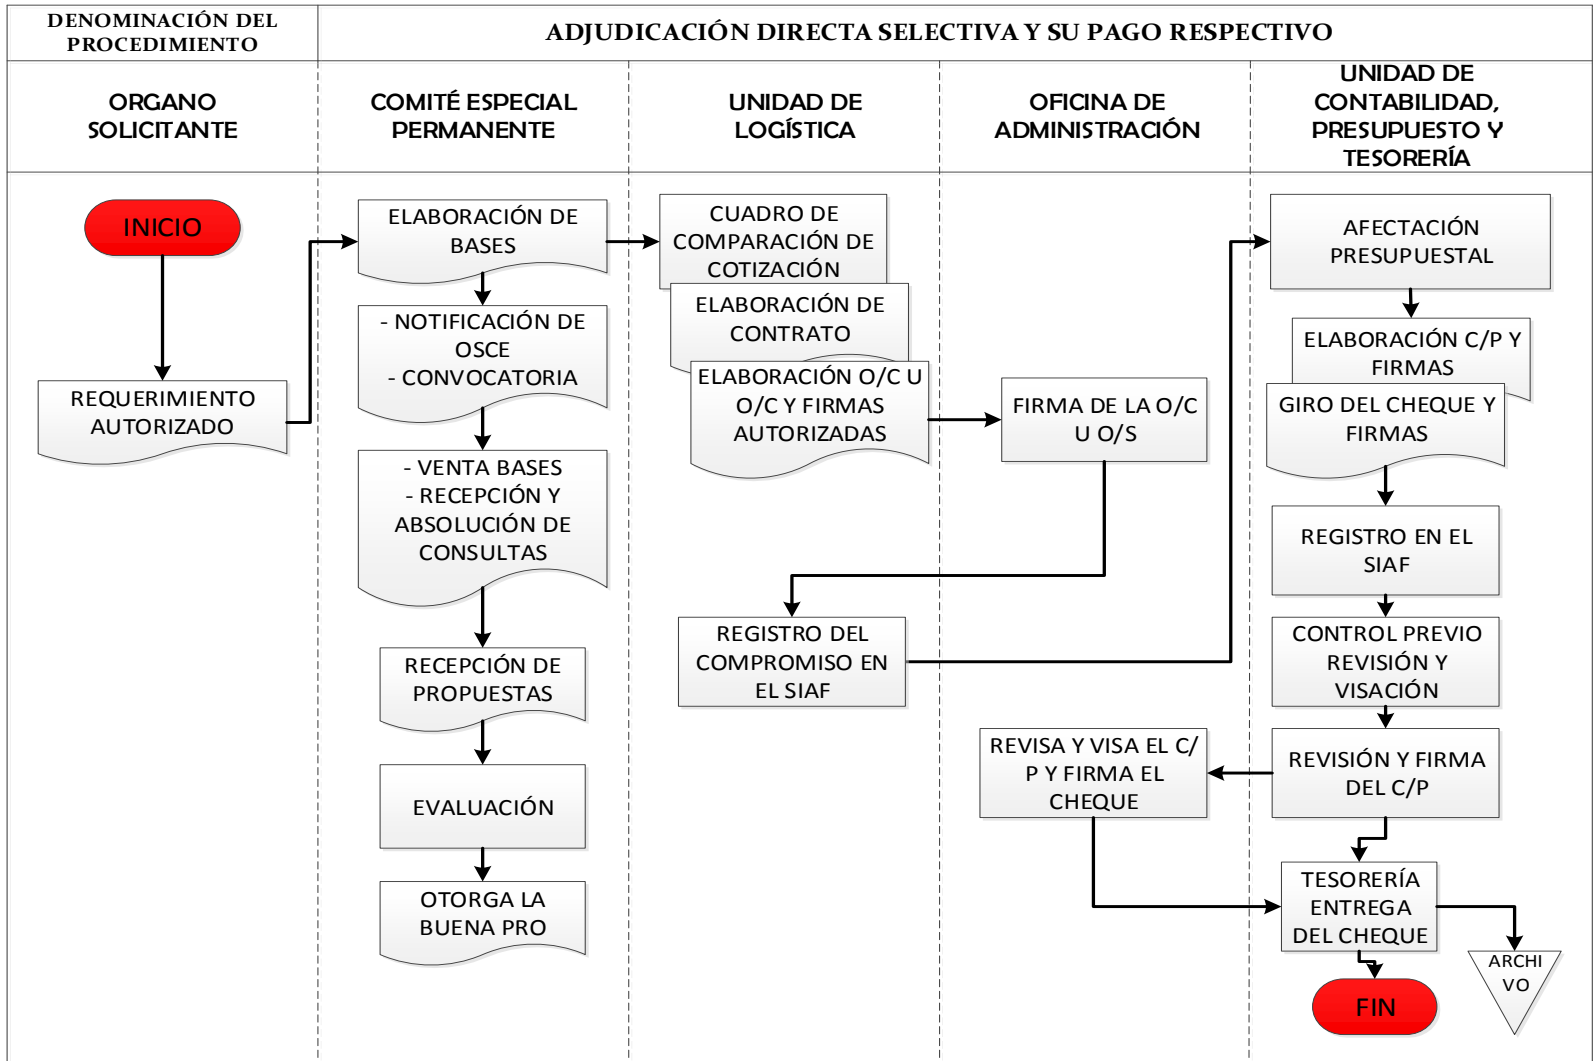 DENOMINACIÓN DEL
PROCEDIMIENTO
ADJUDICACIÓN DIRECTA SELECTIVA Y SU PAGO RESPECTIVO
ORGANO
SOLICITANTE
COMITÉ ESPECIAL
PERMANENTE
UNIDAD DE
LOGÍSTICA
OFICINA DE
ADMINISTRACIÓN
UNIDAD DE
CONTABILIDAD,
PRESUPUESTO Y
TESORERÍA
INICIO
REQUERIMIENTO
AUTORIZADO
ELABORACIÓN DE
BASES
- NOTIFICACIÓN DE
OSCE
- CONVOCATORIA
- VENTA BASES
- RECEPCIÓN Y
ABSOLUCIÓN DE
CONSULTAS
RECEPCIÓN DE
PROPUESTAS
EVALUACIÓN
OTORGA LA
BUENA PRO
CUADRO DE
COMPARACIÓN DE
COTIZACIÓN
ELABORACIÓN DE
CONTRATO
ELABORACIÓN O/C U
O/C Y FIRMAS
AUTORIZADAS
REGISTRO DEL
COMPROMISO EN
EL SIAF
FIRMA DE LA O/C
U O/S
REVISA Y VISA EL C/
P Y FIRMA EL
CHEQUE
AFECTACIÓN
PRESUPUESTAL
ELABORACIÓN C/P Y
FIRMAS
GIRO DEL CHEQUE Y
FIRMAS
REGISTRO EN EL
SIAF
CONTROL PREVIO
REVISIÓN Y
VISACIÓN
REVISIÓN Y FIRMA
DEL C/P
TESORERÍA
ENTREGA
DEL CHEQUE
ARCHI
VO
FIN